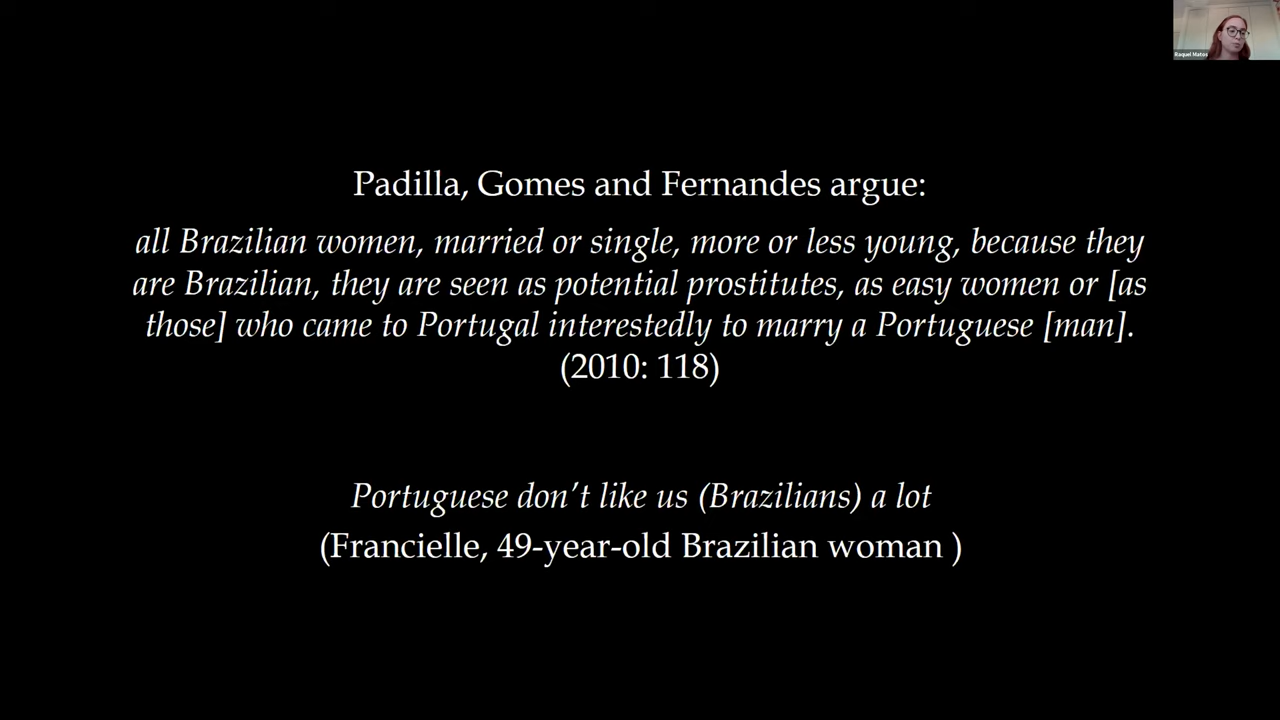 Raquel Matos
Padilla, Gomes and Fernandes argue:
all Brazilian women, married or single, more or less young, because they
are Brazilian, they are seen as potential prostitutes, as easy women or [as
those] who came to Portugal interestedly to marry a Portuguese [man].
(2010: 118)
Portuguese don’t like us (Brazilians) a lot
(Francielle, 49-year-old Brazilian woman )